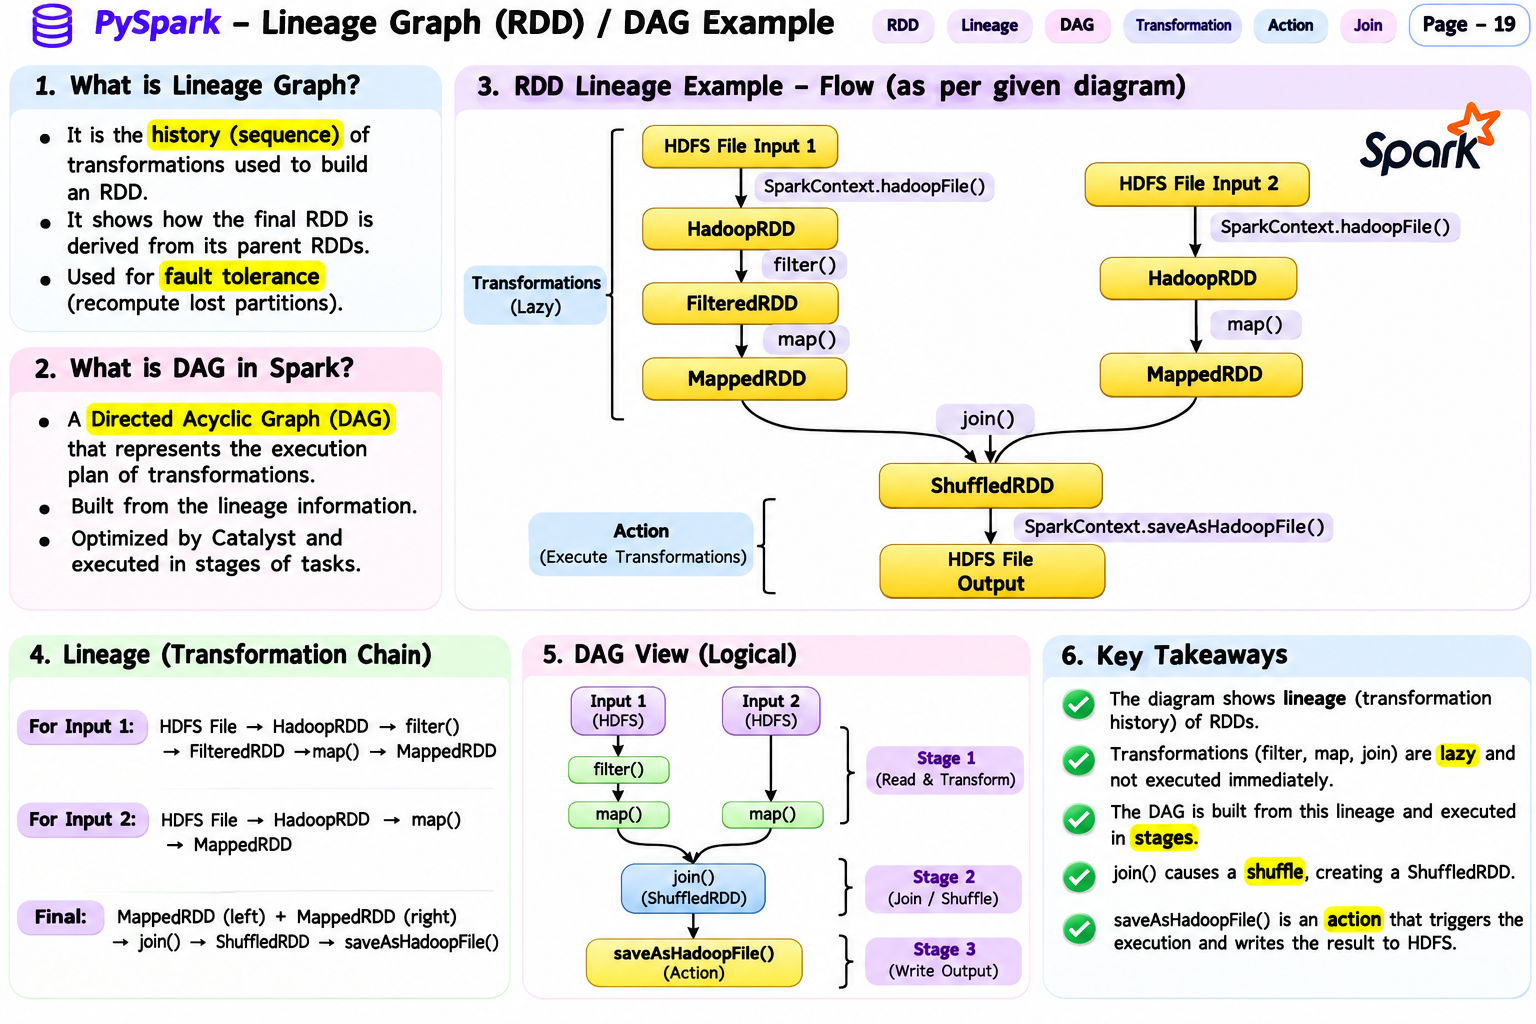 PySpark – Lineage Graph (RDD) / DAG Example
RDD
Lineage
DAG
Transformation
Action
Join
Page – 19
1. What is Lineage Graph?
• It is the history (sequence) of
transformations used to build
an RDD.
• It shows how the final RDD is
derived from its parent RDDs.
• Used for fault tolerance
(recompute lost partitions).
2. What is DAG in Spark?
• A Directed Acyclic Graph (DAG)
that represents the execution
plan of transformations.
• Built from the lineage information.
• Optimized by Catalyst and
executed in stages of tasks.
3. RDD Lineage Example – Flow (as per given diagram)
Spark
HDFS File Input 1
SparkContext.hadoopFile()
HadoopRDD
filter()
FilteredRDD
map()
MappedRDD
Transformations
(Lazy)
HDFS File Input 2
SparkContext.hadoopFile()
HadoopRDD
map()
MappedRDD
join()
ShuffledRDD
SparkContext.saveAsHadoopFile()
HDFS File
Output
Action
(Execute Transformations)
4. Lineage (Transformation Chain)
For Input 1: HDFS File → HadoopRDD → filter()
→ FilteredRDD → map() → MappedRDD
For Input 2: HDFS File → HadoopRDD → map()
→ MappedRDD
Final: MappedRDD (left) + MappedRDD (right)
→ join() → ShuffledRDD → saveAsHadoopFile()
5. DAG View (Logical)
Input 1
(HDFS)
Input 2
(HDFS)
filter()
map()
map()
join()
(ShuffledRDD)
saveAsHadoopFile()
(Action)
Stage 1
(Read & Transform)
Stage 2
(Join / Shuffle)
Stage 3
(Write Output)
6. Key Takeaways
The diagram shows lineage (transformation
history) of RDDs.
Transformations (filter, map, join) are lazy and
not executed immediately.
The DAG is built from this lineage and executed
in stages.
join() causes a shuffle, creating a ShuffledRDD.
saveAsHadoopFile() is an action that triggers the
execution and writes the result to HDFS.